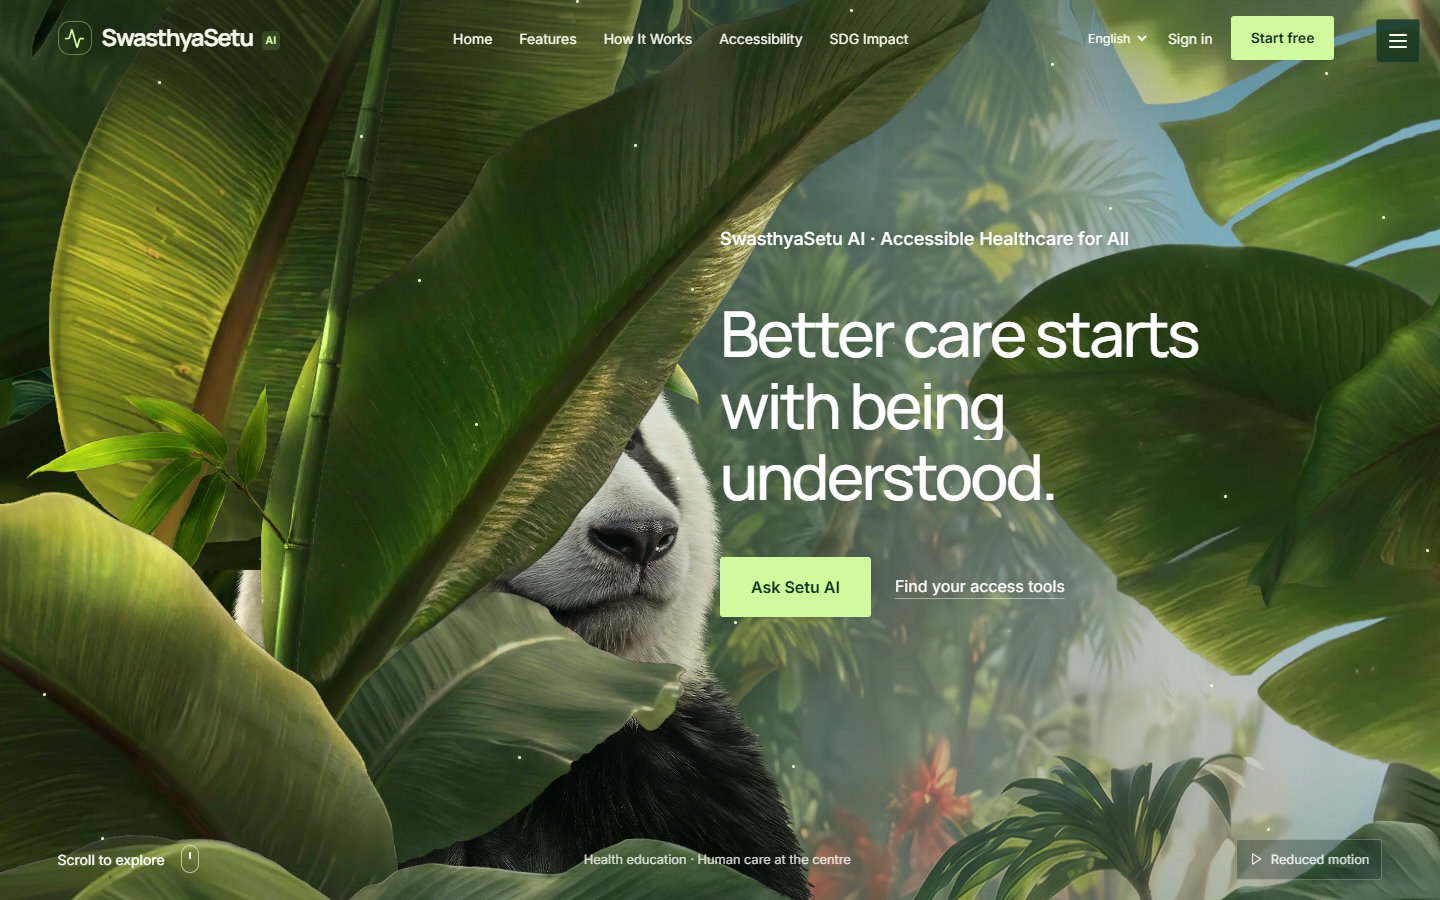 SwasthyaSetu AI
Home Features How It Works Accessibility SDG Impact
English Sign in Start free
SwasthyaSetu AI · Accessible Healthcare for All
Better care starts
with being
understood.
Ask Setu AI Find your access tools
Scroll to explore
Health education · Human care at the centre
Reduced motion